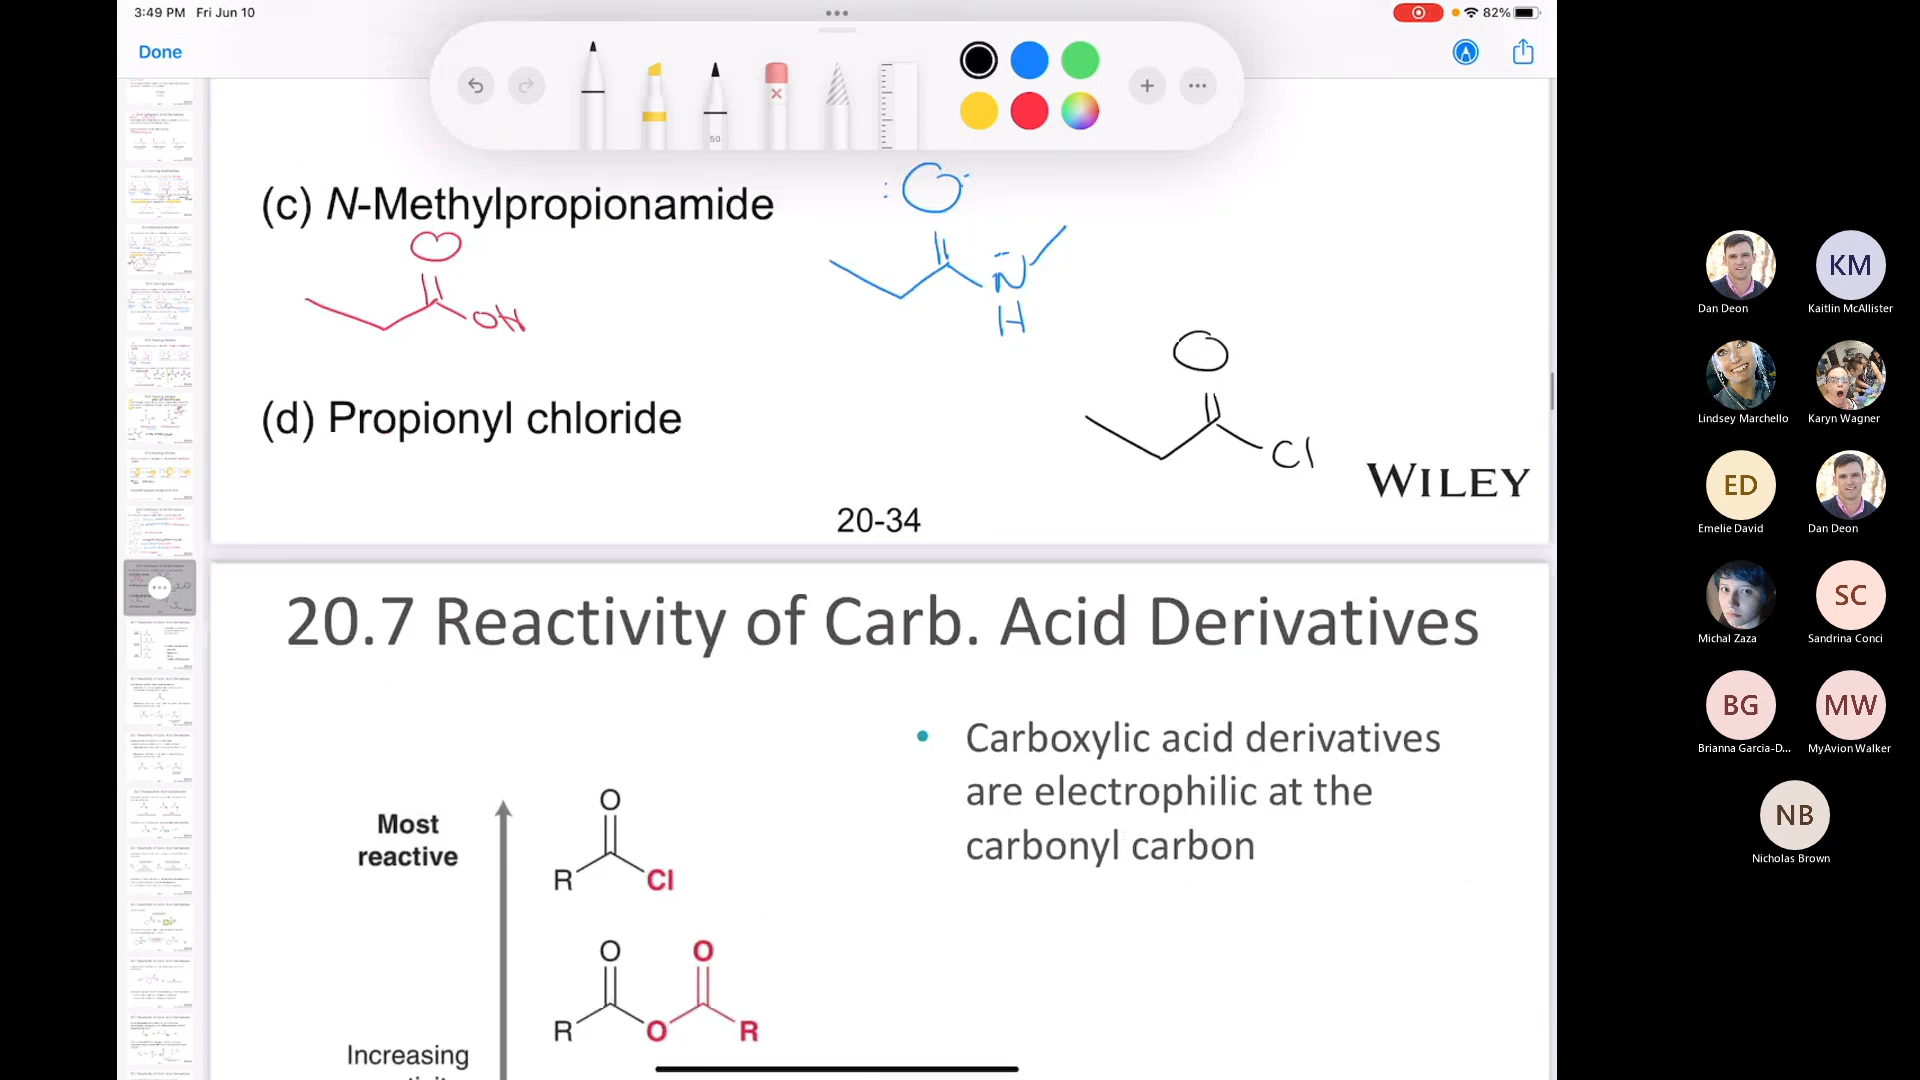 3:49 PM Fri Jun 10
82%
Done
50
(c) N-Methylpropionamide
O
OH
:O:
N
H
(d) Propionyl chloride
O
Cl
WILEY
20-34
20.7 Reactivity of Carb. Acid Derivatives
Most
reactive
O
R
Cl
O
O
R
O
R
Increasing
• Carboxylic acid derivatives
are electrophilic at the
carbonyl carbon
Dan Deon
KM
Kaitlin McAllister
Lindsey Marchello
Karyn Wagner
ED
Emelie David
Dan Deon
Michal Zaza
SC
Sandrina Conci
BG
Brianna Garcia-D...
MW
MyAvion Walker
NB
Nicholas Brown